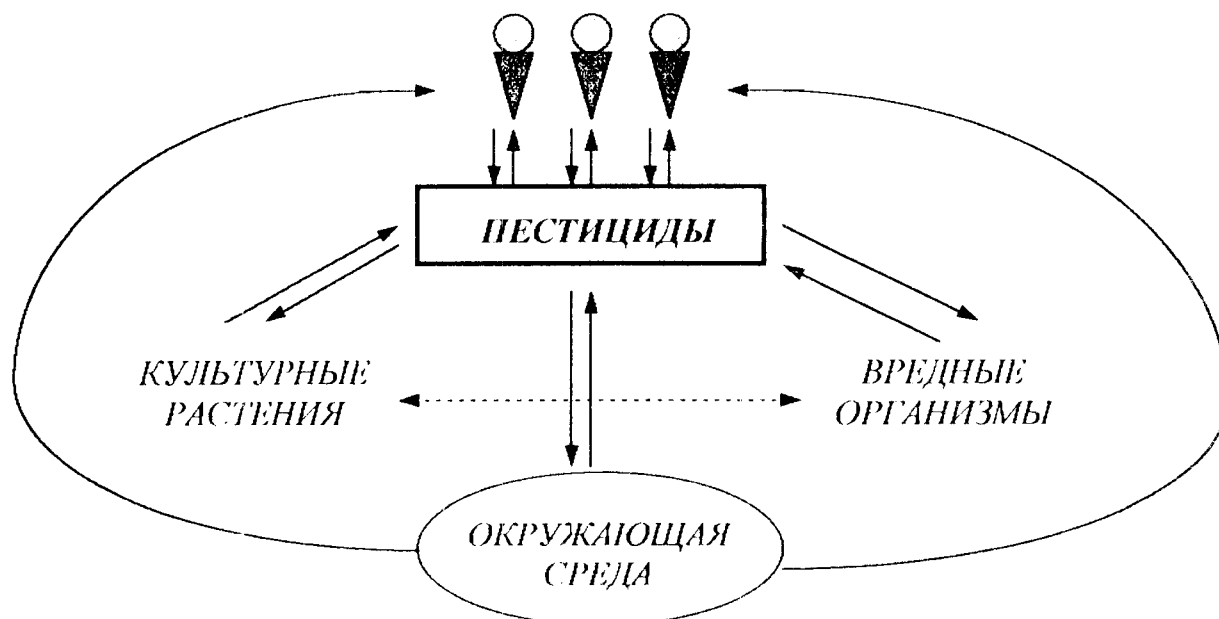 ПЕСТИЦИДЫ
КУЛЬТУРНЫЕ
РАСТЕНИЯ
ВРЕДНЫЕ
ОРГАНИЗМЫ
ОКРУЖАЮЩАЯ
СРЕДА